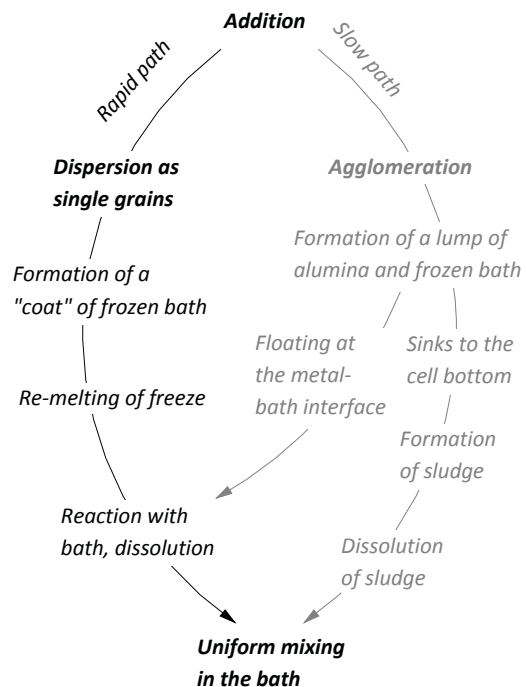 Addition
Rapid path
Slow path
Dispersion as
single grains
Agglomeration
Formation of a
"coat" of frozen bath
Formation of a lump of
alumina and frozen bath
Re-melting of freeze
Floating at
the metal-
bath interface
Sinks to the
cell bottom
Formation
of sludge
Reaction with
bath, dissolution
Dissolution
of sludge
Uniform mixing
in the bath